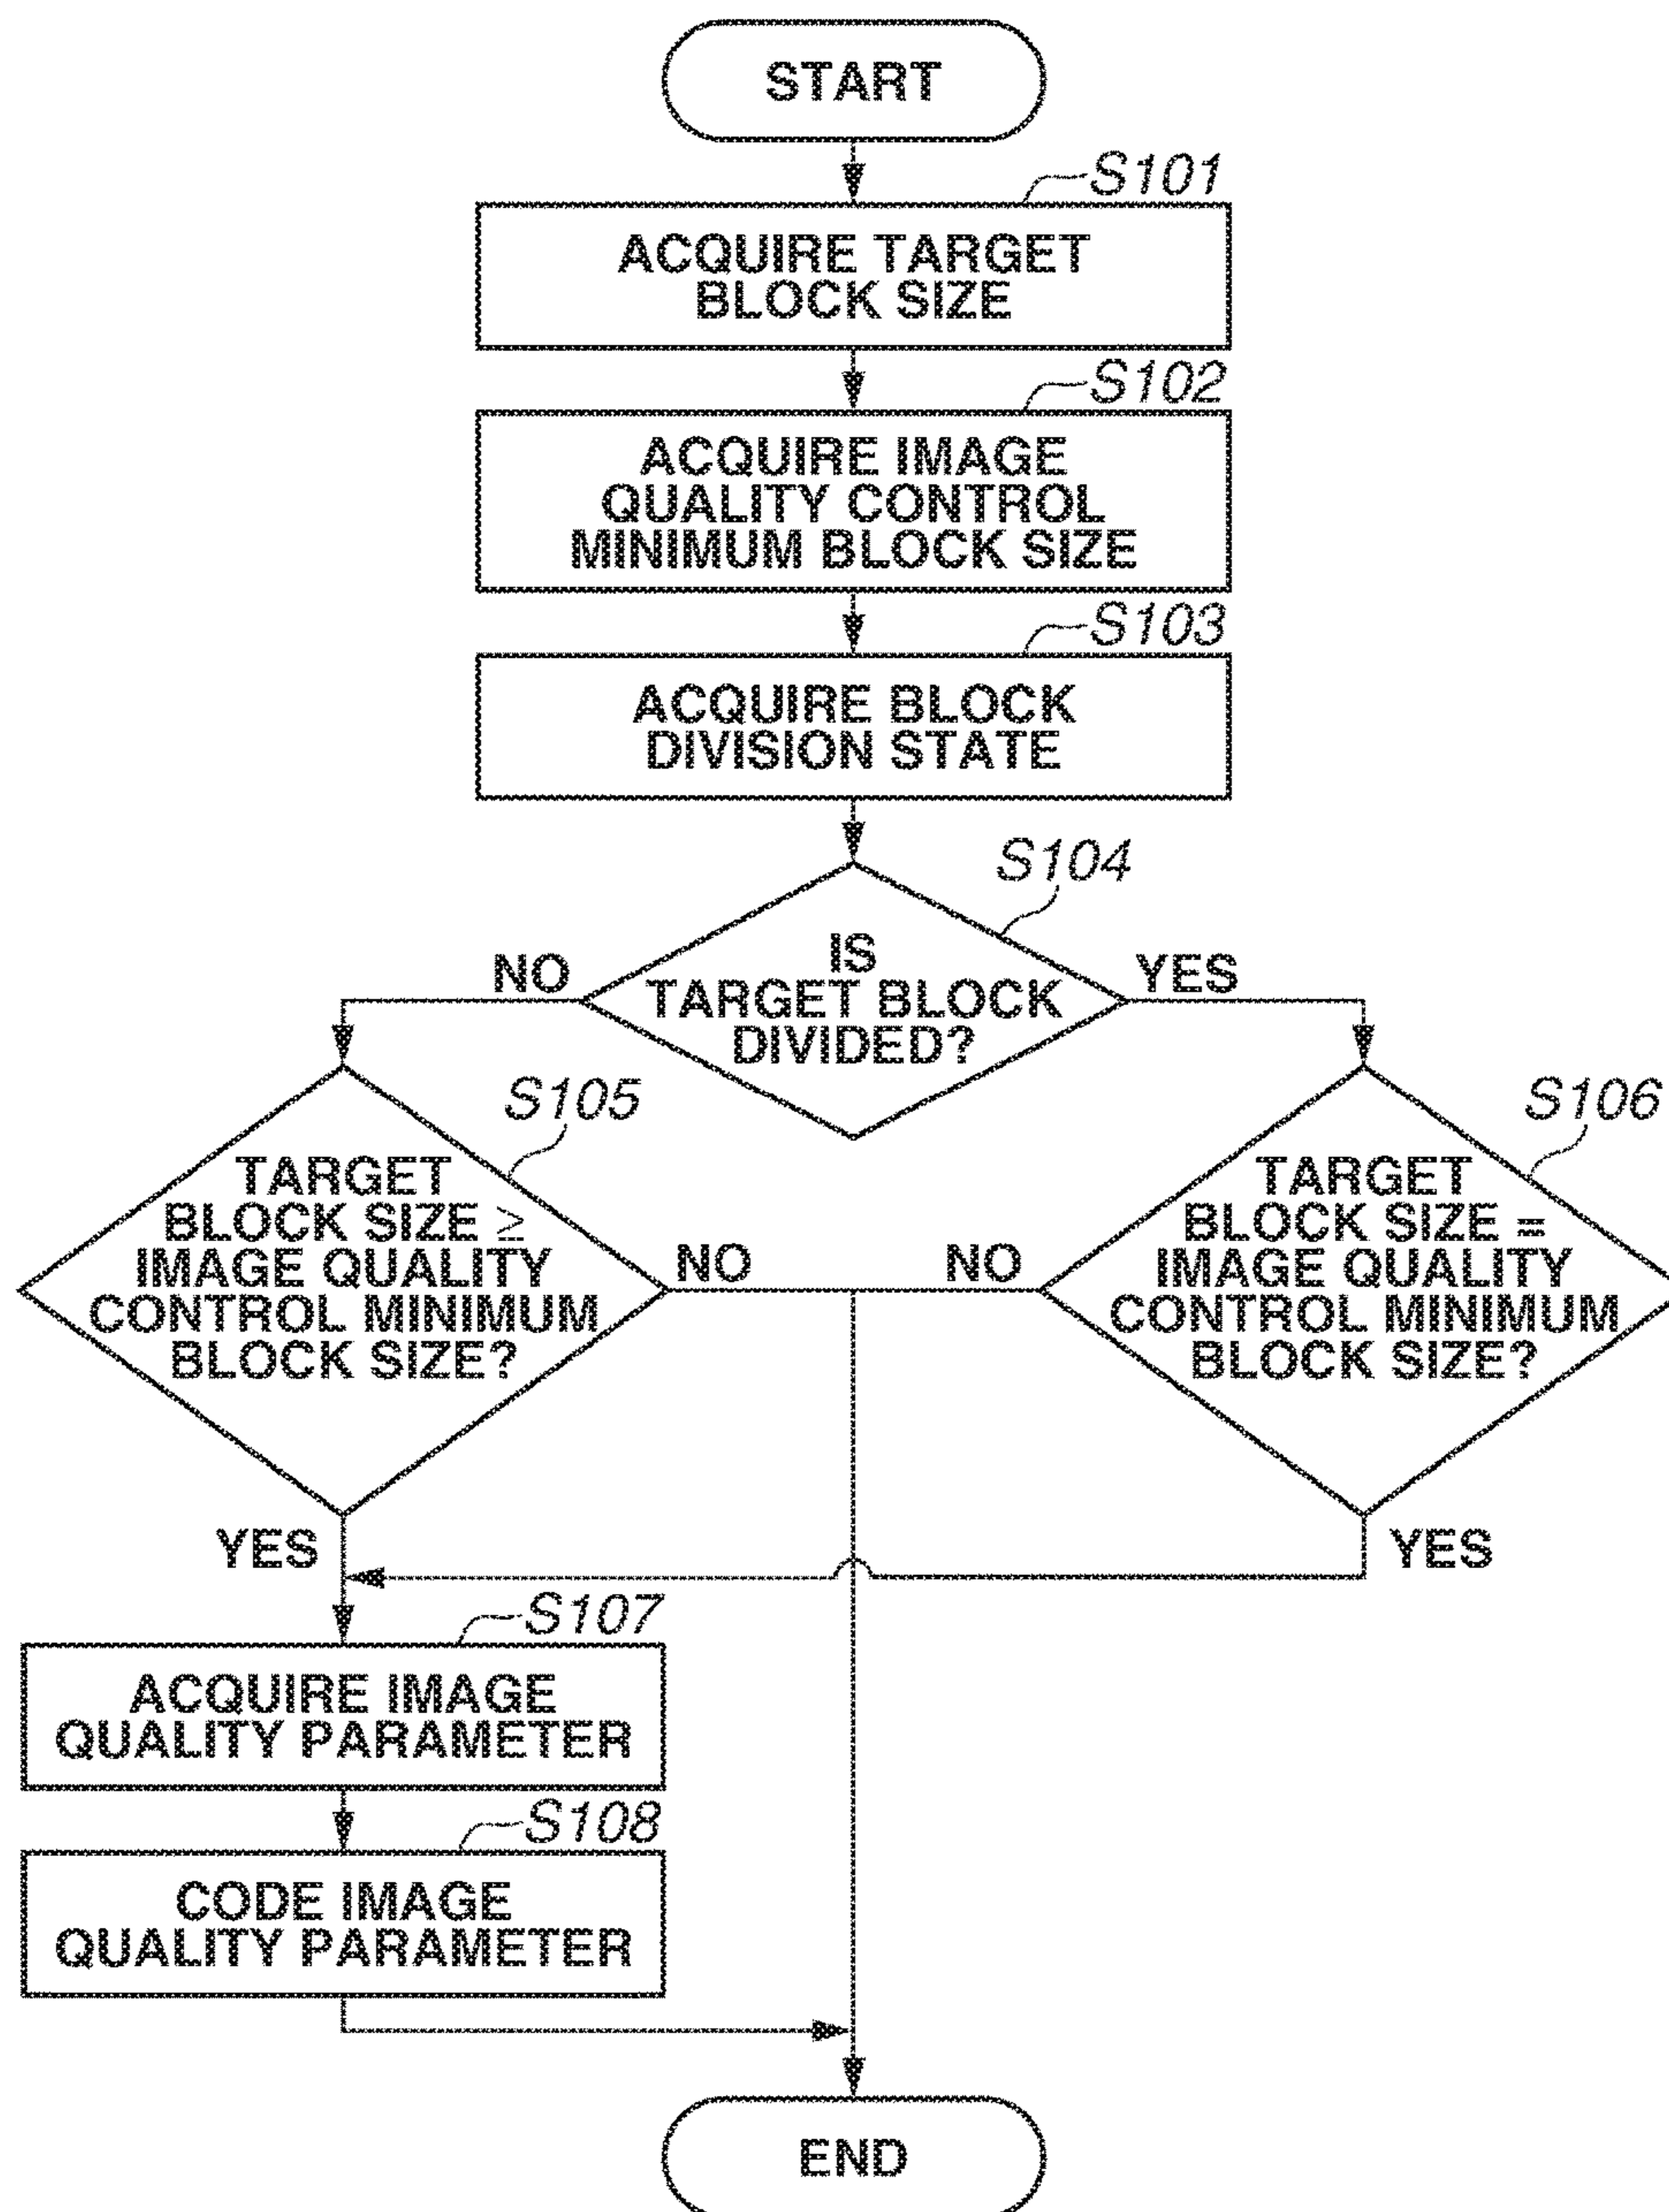 START
S101
ACQUIRE TARGET
BLOCK SIZE
S102
ACQUIRE IMAGE
QUALITY CONTROL
MINIMUM BLOCK SIZE
S103
ACQUIRE BLOCK
DIVISION STATE
S104
IS
TARGET BLOCK
DIVIDED?
NO
YES
S105
TARGET
BLOCK SIZE ≥
IMAGE QUALITY
CONTROL MINIMUM
BLOCK SIZE?
NO
YES
S106
TARGET
BLOCK SIZE =
IMAGE QUALITY
CONTROL MINIMUM
BLOCK SIZE?
NO
YES
S107
ACQUIRE IMAGE
QUALITY PARAMETER
S108
CODE IMAGE
QUALITY PARAMETER
END